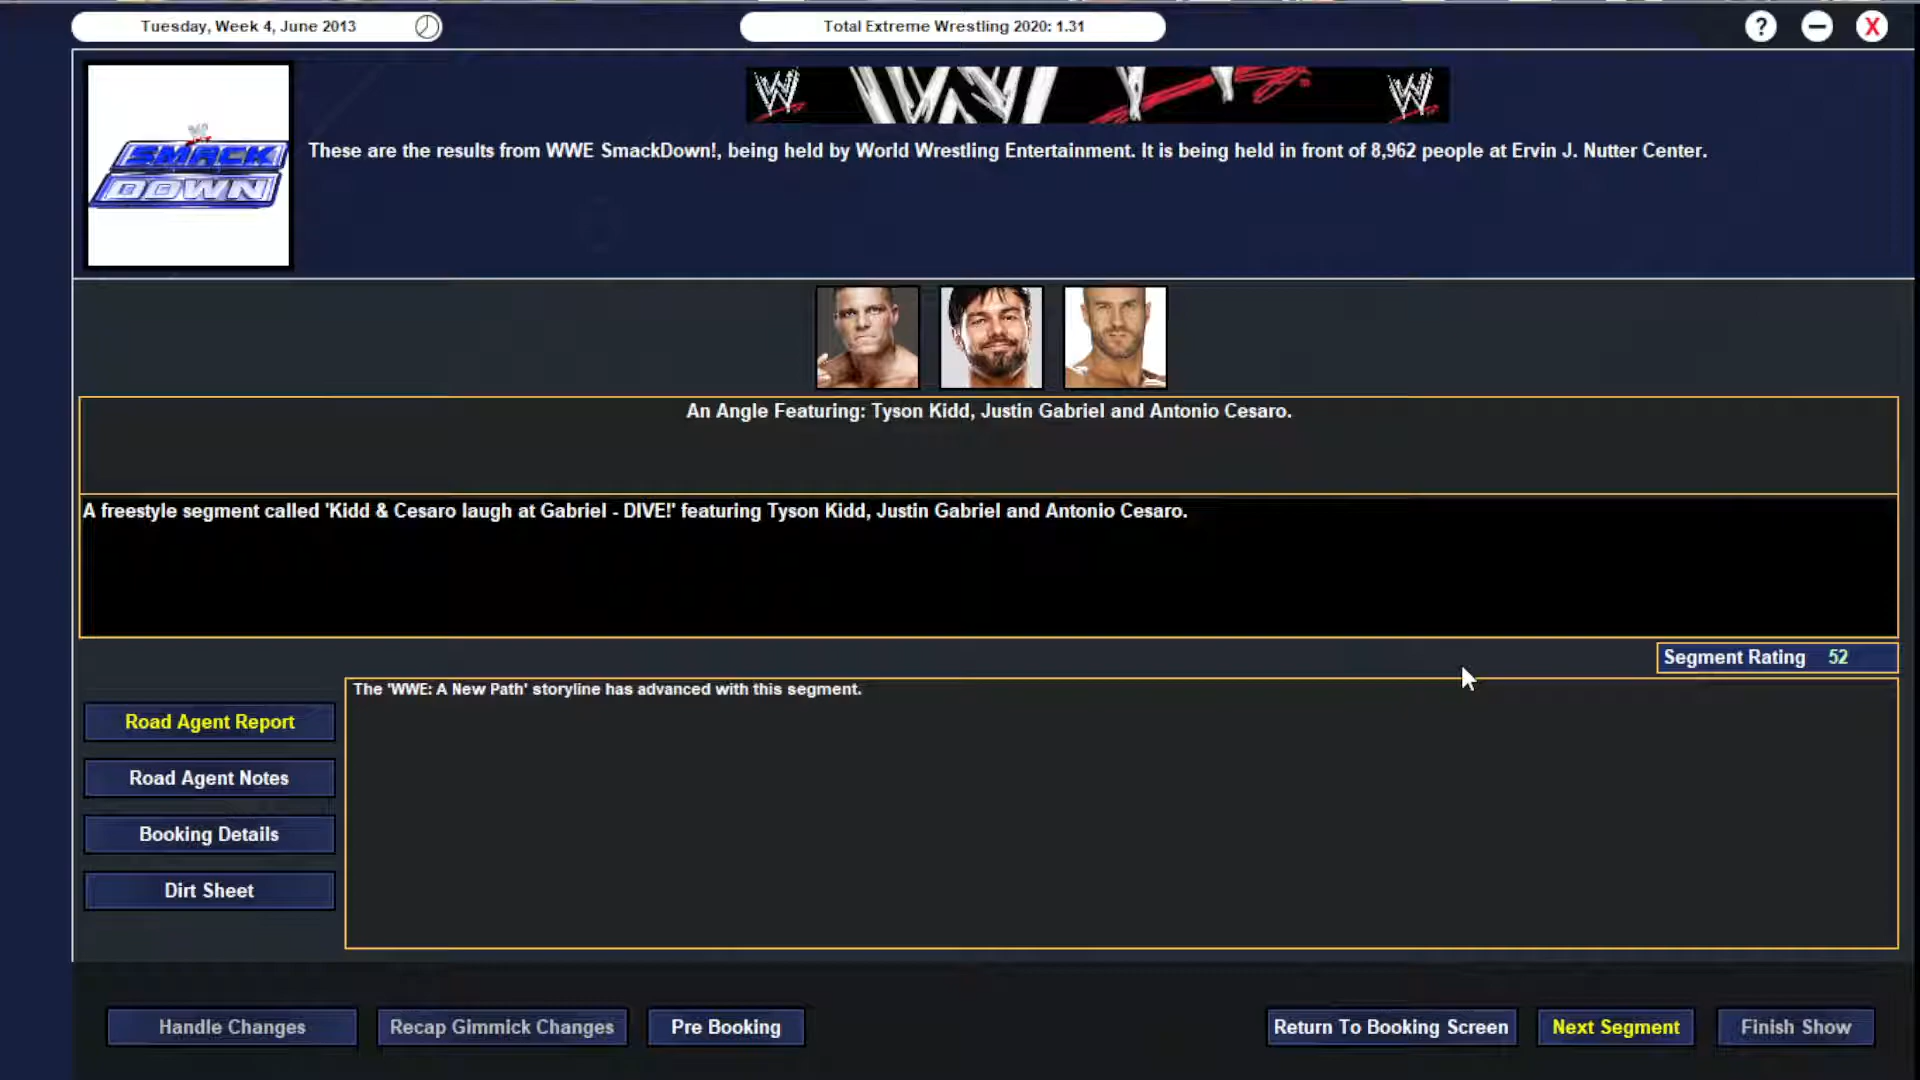 Tuesday, Week 4, June 2013
Total Extreme Wrestling 2020: 1.31
?
X
SMACK
DOWN
These are the results from WWE SmackDown!, being held by World Wrestling Entertainment. It is being held in front of 8,962 people at Ervin J. Nutter Center.
An Angle Featuring: Tyson Kidd, Justin Gabriel and Antonio Cesaro.
A freestyle segment called 'Kidd & Cesaro laugh at Gabriel - DIVE!' featuring Tyson Kidd, Justin Gabriel and Antonio Cesaro.
Segment Rating 52
The 'WWE: A New Path' storyline has advanced with this segment.
Road Agent Report
Road Agent Notes
Booking Details
Dirt Sheet
Handle Changes
Recap Gimmick Changes
Pre Booking
Return To Booking Screen
Next Segment
Finish Show